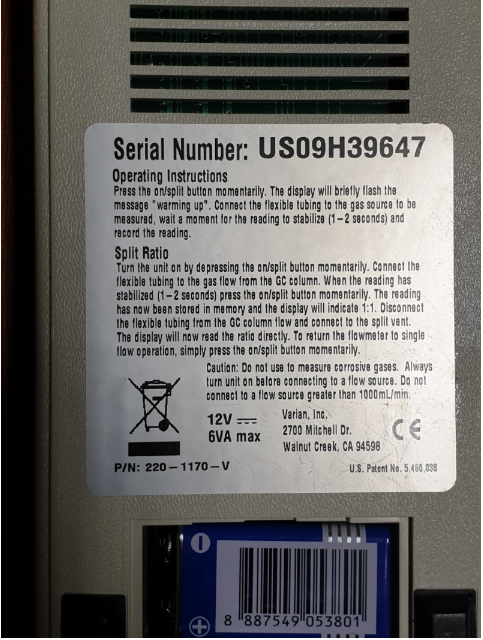 Serial Number: US09H39647
Operating Instructions
Press the on/split button momentarily. The display will briefly flash the
message "warming up". Connect the flexible tubing to the gas source to be
measured, wait a moment for the reading to stabilize (1-2 seconds) and
record the reading.
Split Ratio
Turn the unit on by depressing the on/split button momentarily. Connect the
flexible tubing to the gas flow from the GC column. When the reading has
stabilized (1-2 seconds) press the on/split button momentarily. The reading
has now been stored in memory and the display will indicate 1:1. Disconnect
the flexible tubing from the GC column flow and connect to the split vent.
The display will now read the ratio directly. To return the flowmeter to single
flow operation, simply press the on/split button momentarily.
Caution: Do not use to measure corrosive gases. Always
turn unit on before connecting to a flow source. Do not
connect to a flow source greater than 1000mL/min.
12V
6VA max
Varian, Inc.
2700 Mitchell Dr.
Walnut Creek, CA 94598
CE
P/N: 220-1170-V
U.S. Patent No. 5,460,038
8 887549 053801